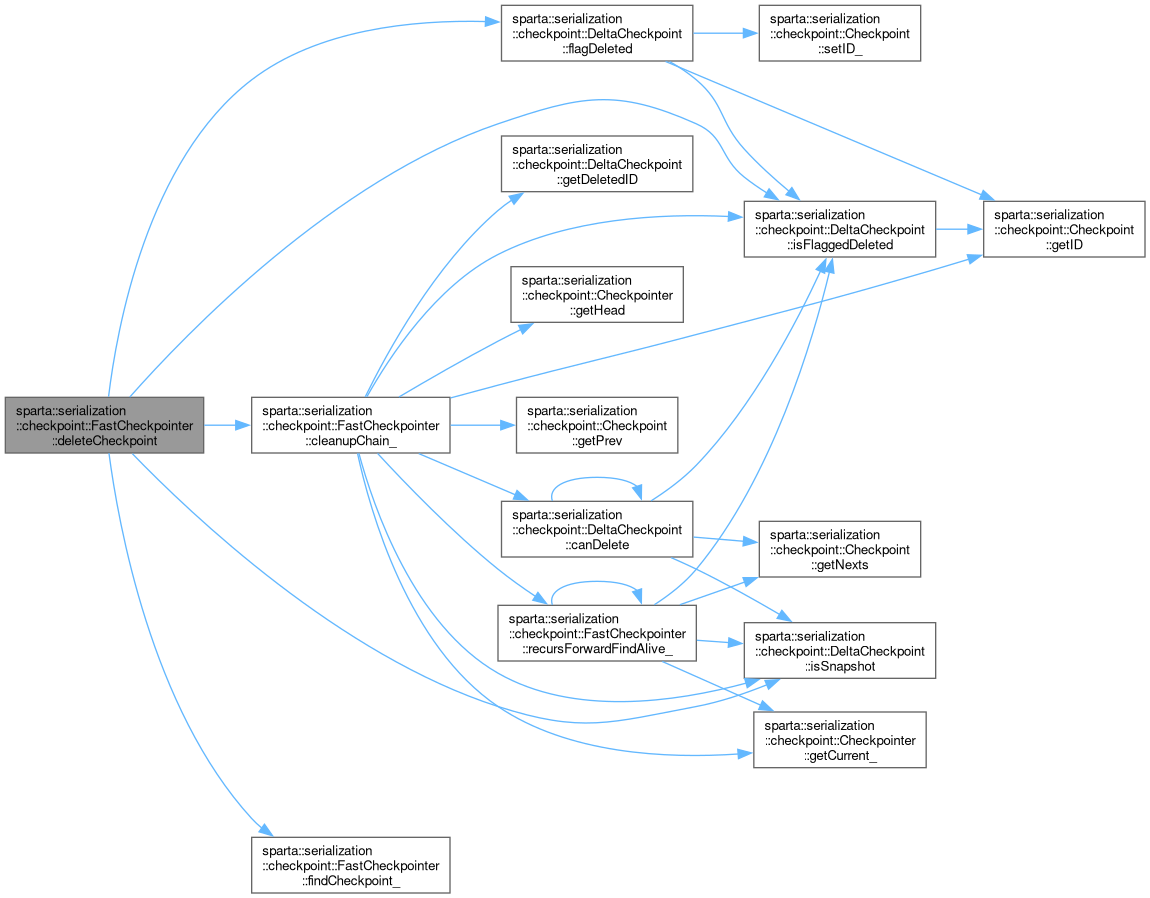 sparta::serialization
::checkpoint::DeltaCheckpoint
::flagDeleted
sparta::serialization
::checkpoint::Checkpoint
::setID_
sparta::serialization
::checkpoint::DeltaCheckpoint
::getDeletedID
sparta::serialization
::checkpoint::DeltaCheckpoint
::isFlaggedDeleted
sparta::serialization
::checkpoint::Checkpoint
::getID
sparta::serialization
::checkpoint::Checkpointer
::getHead
sparta::serialization
::checkpoint::FastCheckpointer
::deleteCheckpoint
sparta::serialization
::checkpoint::FastCheckpointer
::cleanupChain_
sparta::serialization
::checkpoint::Checkpoint
::getPrev
sparta::serialization
::checkpoint::DeltaCheckpoint
::canDelete
sparta::serialization
::checkpoint::Checkpoint
::getNexts
sparta::serialization
::checkpoint::FastCheckpointer
::recursForwardFindAlive_
sparta::serialization
::checkpoint::DeltaCheckpoint
::isSnapshot
sparta::serialization
::checkpoint::Checkpointer
::getCurrent_
sparta::serialization
::checkpoint::FastCheckpointer
::findCheckpoint_